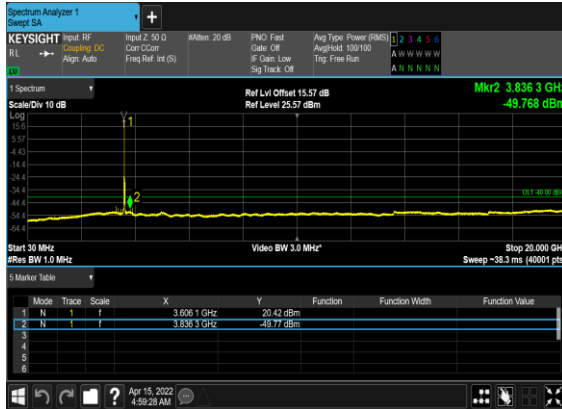 Spectrum Analyzer 1
Swept SA
+
KEYSIGHT Input: RF Input Z: 50 Ω #Atten: 20 dB PNO: Fast Avg Type: Power (RMS) 1 2 3 4 5 6
RL Coupling: DC Corr CCorr Gate: Off Avg|Hold: 100/100 A W W W W W
Align: Auto Freq Ref: Int (S) IF Gain: Low Trig: Free Run
LU Sig Track: Off A N N N N N
1 Spectrum Ref Lvl Offset 15.57 dB Mkr2 3.836 3 GHz
Scale/Div 10 dB Ref Level 25.57 dBm -49.768 dBm
Log
15.6
5.57
-4.43
-14.4
-24.4
-34.4
-44.4
-54.4
-64.4
1
2
DL1 -40.00 dBm
Start 30 MHz Video BW 3.0 MHz* Stop 20.000 GHz
#Res BW 1.0 MHz Sweep ~38.3 ms (40001 pts)
5 Marker Table
Mode Trace Scale X Y Function Function Width Function Value
1 N 1 f 3.606 1 GHz 20.42 dBm
2 N 1 f 3.836 3 GHz -49.77 dBm
3
4
5
6
? Apr 15, 2022
4:59:28 AM